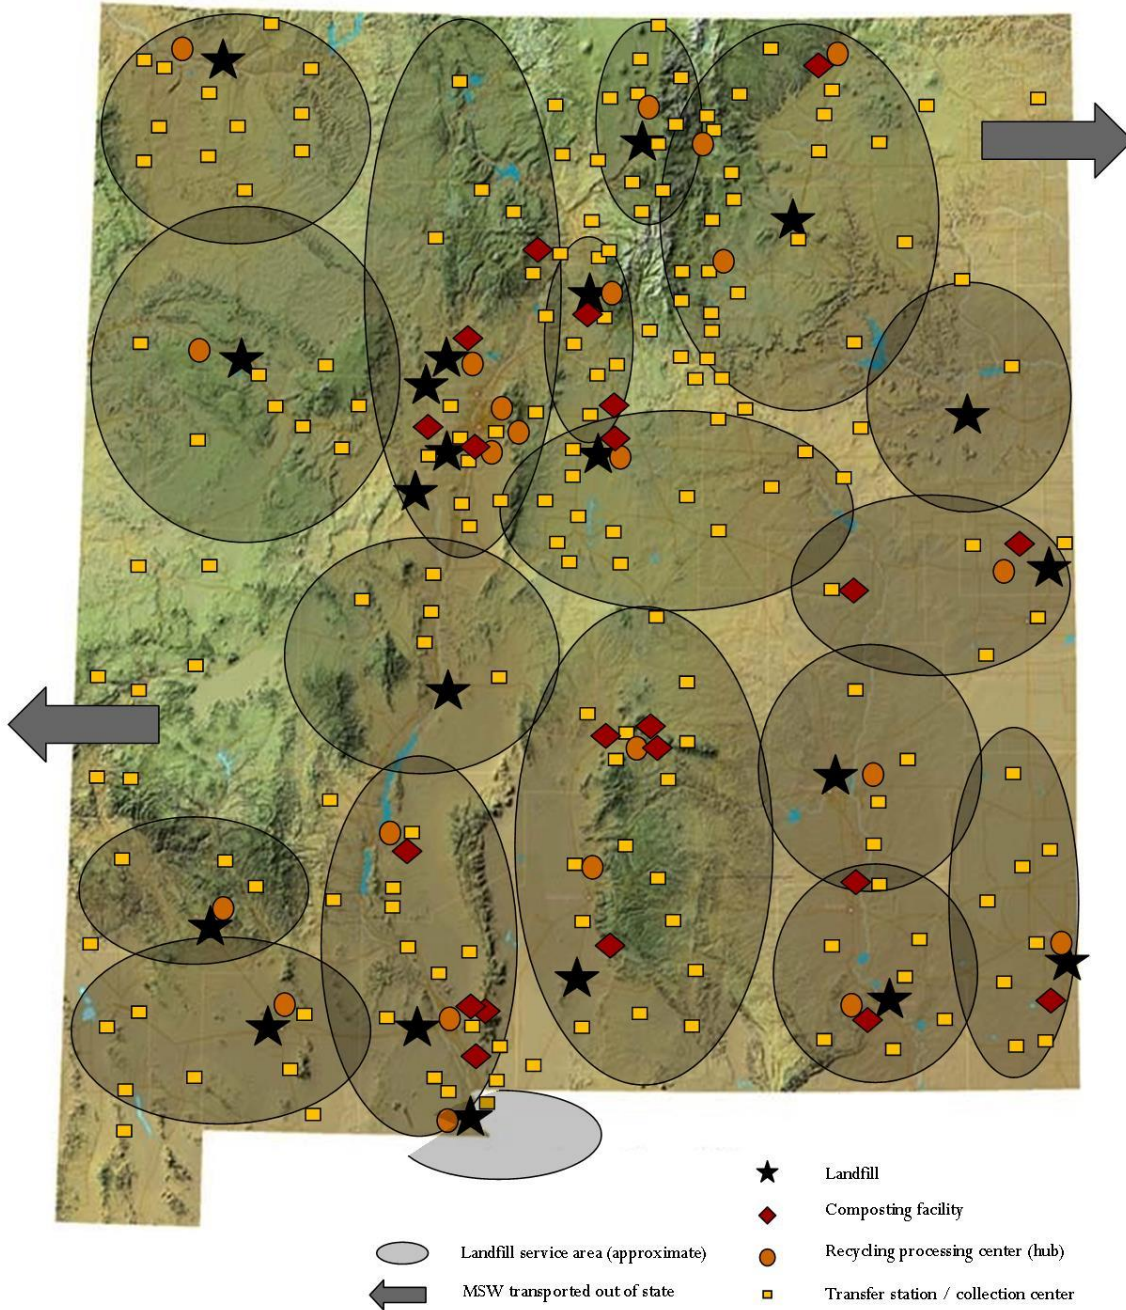 Landfill
Composting facility
Landfill service area (approximate)
Recycling processing center (hub)
MSW transported out of state
Transfer station / collection center